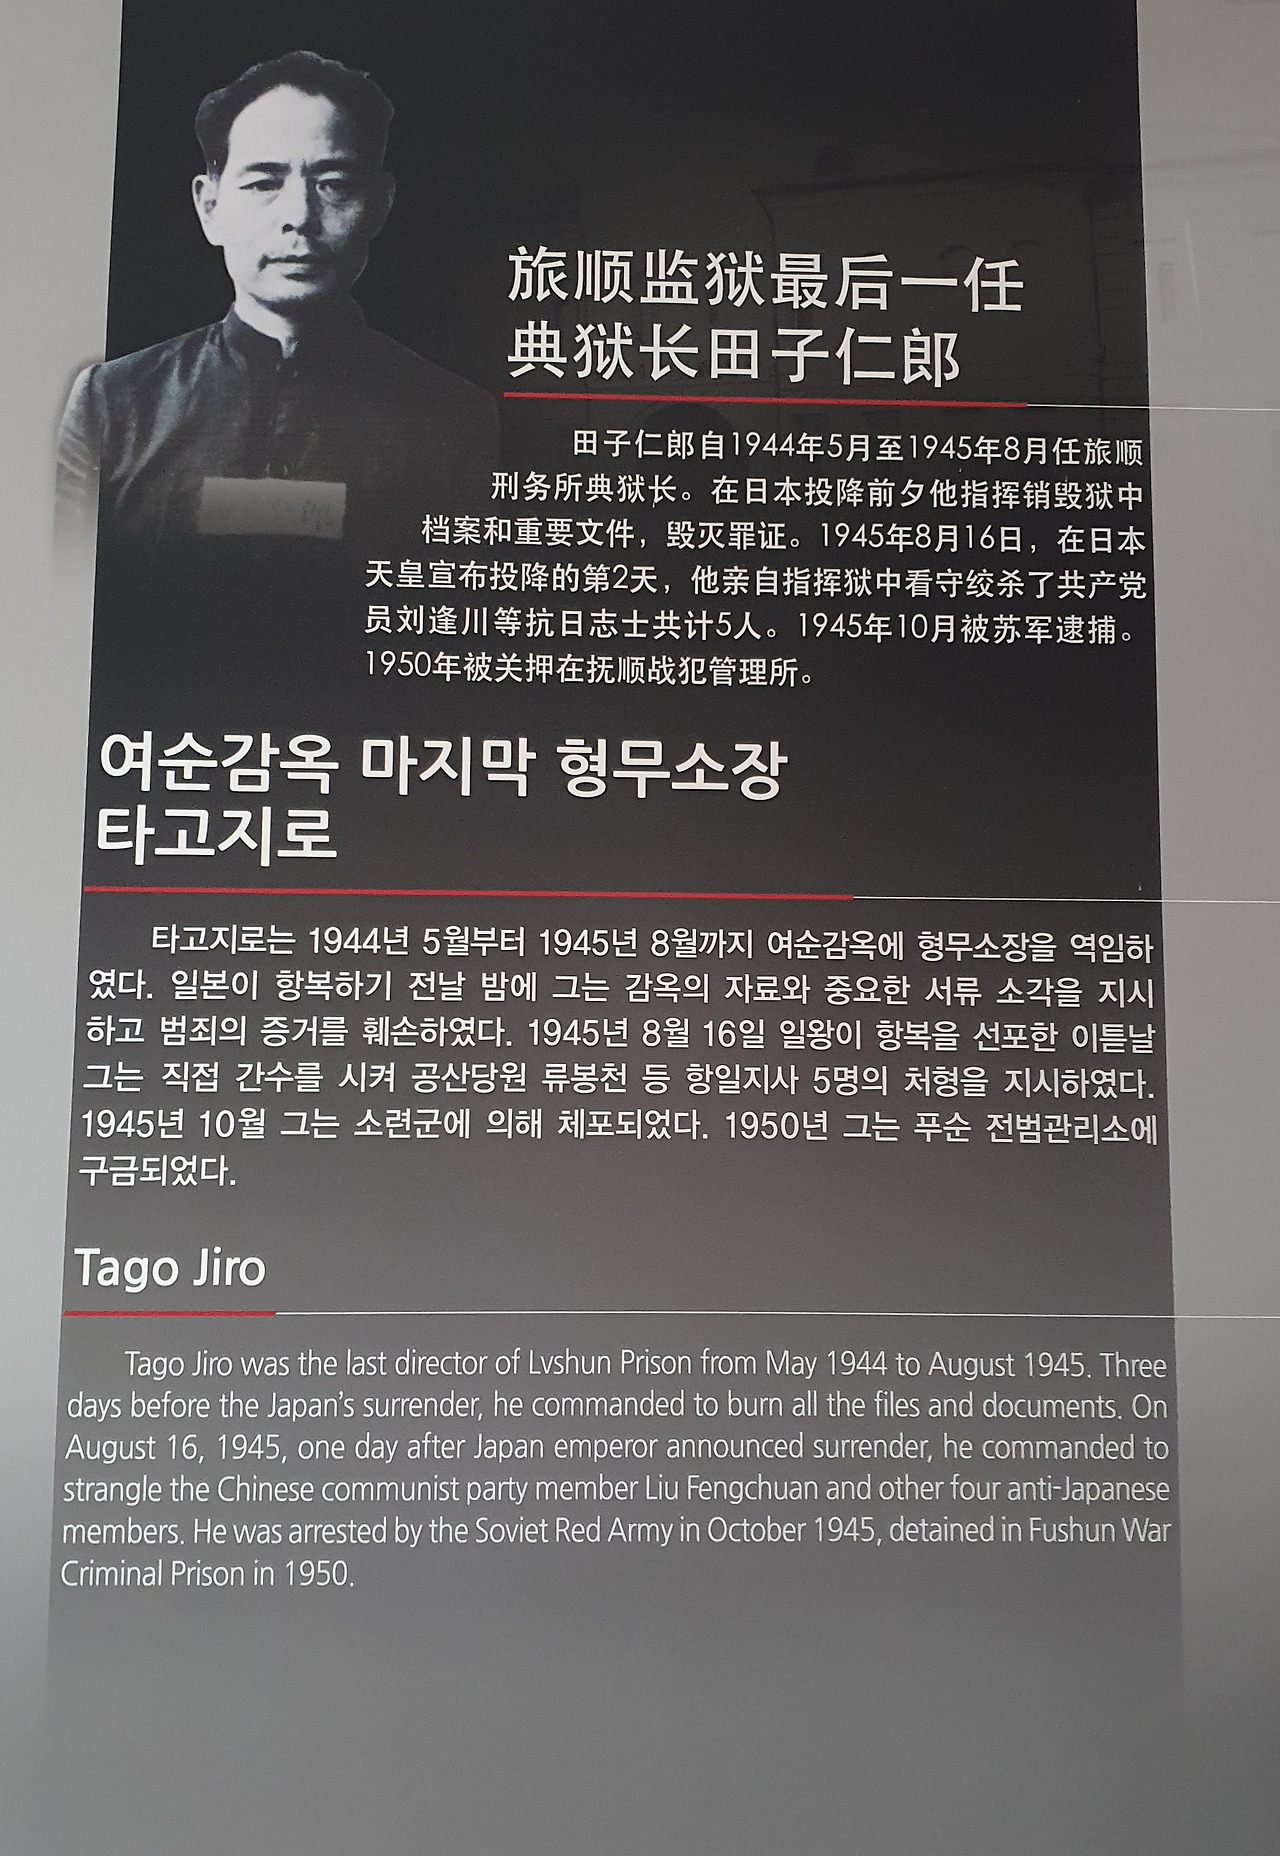 旅顺监狱最后一任
典狱长田子仁郎
田子仁郎自1944年5月至1945年8月任旅顺
刑务所典狱长。在日本投降前夕他指挥销毁狱中
档案和重要文件，毁灭罪证。1945年8月16日，在日本
天皇宣布投降的第2天，他亲自指挥狱中看守绞杀了共产党
员刘逢川等抗日志士共计5人。1945年10月被苏军逮捕。
1950年被关押在抚顺战犯管理所。
여순감옥 마지막 형무소장
타고지로
타고지로는 1944년 5월부터 1945년 8월까지 여순감옥에 형무소장을 역임하
였다. 일본이 항복하기 전날 밤에 그는 감옥의 자료와 중요한 서류 소각을 지시
하고 범죄의 증거를 훼손하였다. 1945년 8월 16일 일왕이 항복을 선포한 이튿날
그는 직접 간수를 시켜 공산당원 류봉천 등 항일지사 5명의 처형을 지시하였다.
1945년 10월 그는 소련군에 의해 체포되었다. 1950년 그는 푸순 전범관리소에
구금되었다.
Tago Jiro
Tago Jiro was the last director of Lvshun Prison from May 1944 to August 1945. Three
days before the Japan's surrender, he commanded to burn all the files and documents. On
August 16, 1945, one day after Japan emperor announced surrender, he commanded to
strangle the Chinese communist party member Liu Fengchuan and other four anti-Japanese
members. He was arrested by the Soviet Red Army in October 1945, detained in Fushun War
Criminal Prison in 1950.